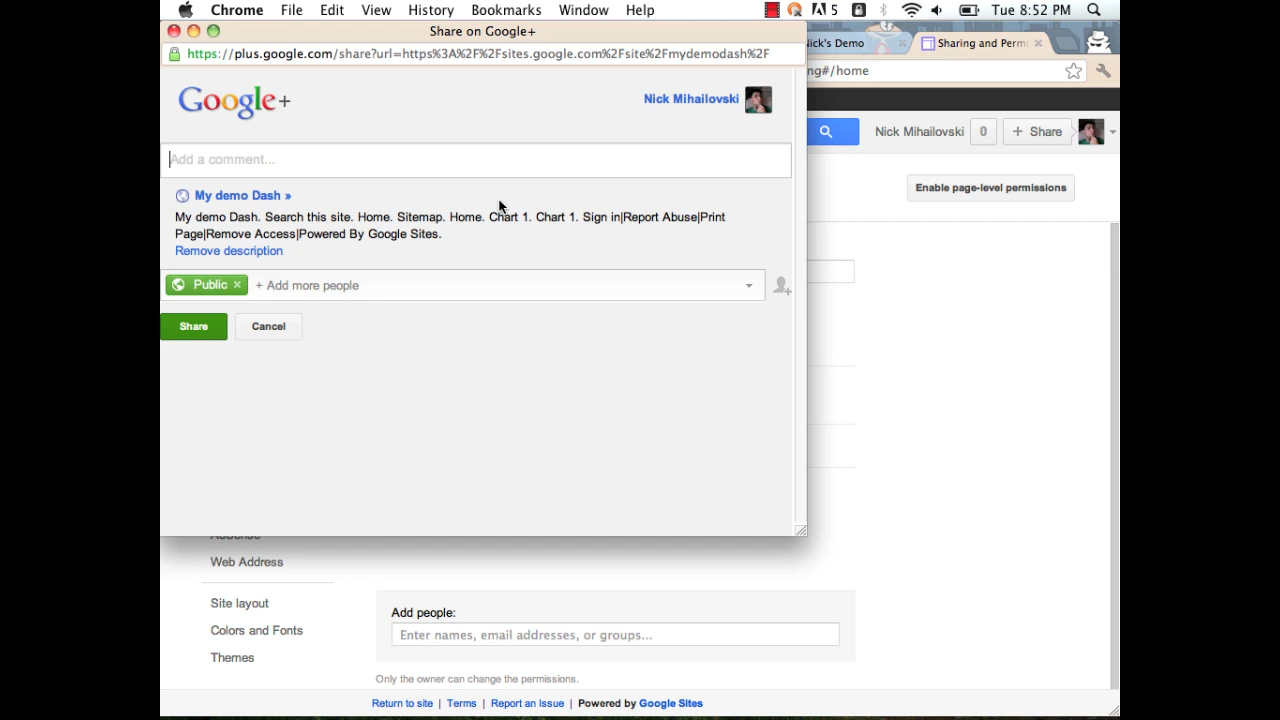 Chrome File Edit View History Bookmarks Window Help 5 Tue 8:52 PM
Share on Google+
ick's Demo Sharing and Permi
https://plus.google.com/share?url=https%3A%2F%2Fsites.google.com%2Fsite%2Fmydemodash%2F
ng#/home
Google+
Nick Mihailovski
Nick Mihailovski 0 + Share
Add a comment...
Enable page-level permissions
My demo Dash »
My demo Dash. Search this site. Home. Sitemap. Home. Chart 1. Chart 1. Sign in|Report Abuse|Print
Page|Remove Access|Powered By Google Sites.
Remove description
Public + Add more people
Share Cancel
AdSense
Web Address
Site layout
Colors and Fonts
Themes
Add people:
Enter names, email addresses, or groups...
Only the owner can change the permissions.
Return to site | Terms | Report an Issue | Powered by Google Sites